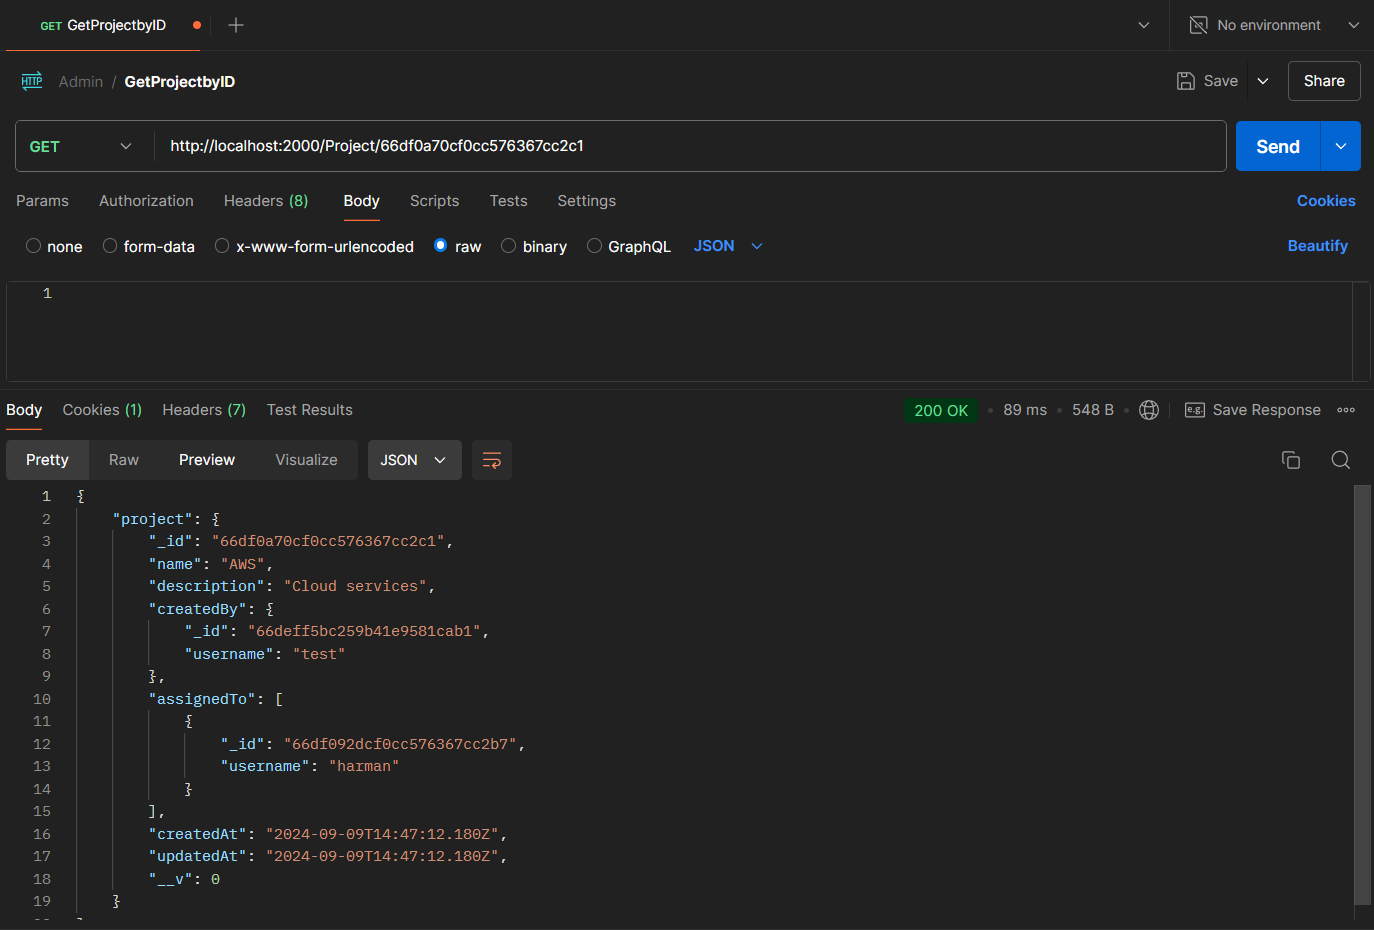 GET GetProjectbyID
No environment
HTTP Admin / GetProjectbyID
Save
Share
GET http://localhost:2000/Project/66df0a70cf0cc576367cc2c1
Send
Params Authorization Headers (8) Body Scripts Tests Settings Cookies
none form-data x-www-form-urlencoded raw binary GraphQL JSON Beautify
1
Body Cookies (1) Headers (7) Test Results 200 OK • 89 ms • 548 B • e.g. Save Response
Pretty Raw Preview Visualize JSON
1 {
2 "project": {
3 "_id": "66df0a70cf0cc576367cc2c1",
4 "name": "AWS",
5 "description": "Cloud services",
6 "createdBy": {
7 "_id": "66deff5bc259b41e9581cab1",
8 "username": "test"
9 },
10 "assignedTo": [
11 {
12 "_id": "66df092dcf0cc576367cc2b7",
13 "username": "harman"
14 }
15 ],
16 "createdAt": "2024-09-09T14:47:12.180Z",
17 "updatedAt": "2024-09-09T14:47:12.180Z",
18 "__v": 0
19 }